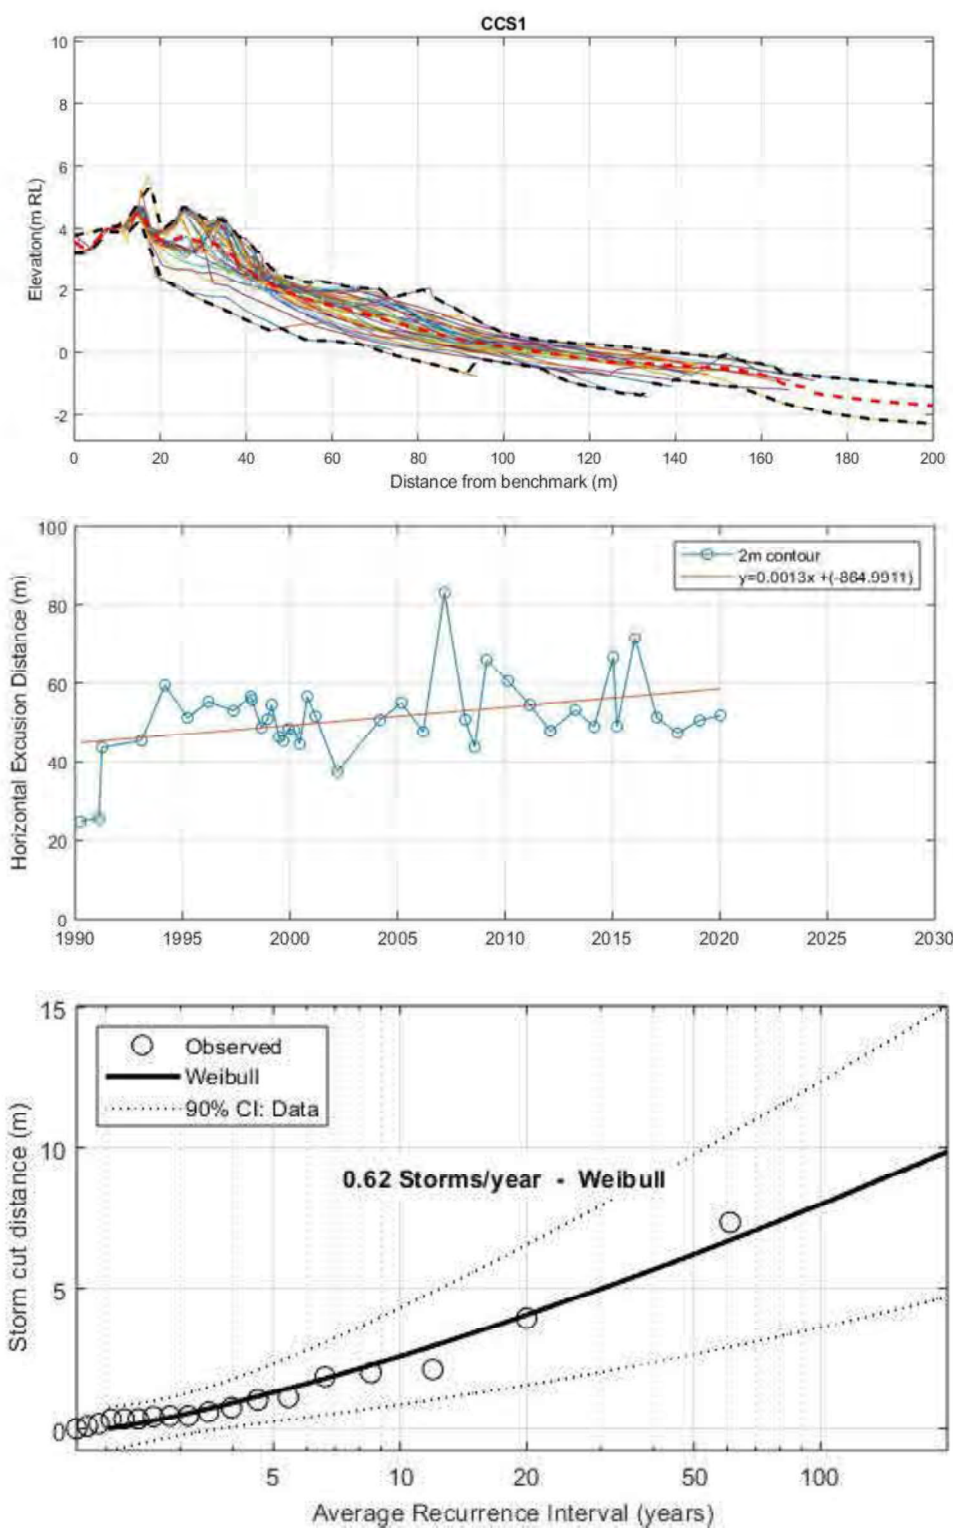 CCS1
Elevation(m RL)
10
8
6
4
2
0
-2
0 20 40 60 80 100 120 140 160 180 200
Distance from benchmark (m)
Horizontal Excusion Distance (m)
100
80
60
40
20
0
2m contour
y=0.0013x +(-864.9911)
1990 1995 2000 2005 2010 2015 2020 2025 2030
Storm cut distance (m)
15
10
5
0
Observed
Weibull
90% CI: Data
0.62 Storms/year - Weibull
5 10 20 50 100
Average Recurrence Interval (years)